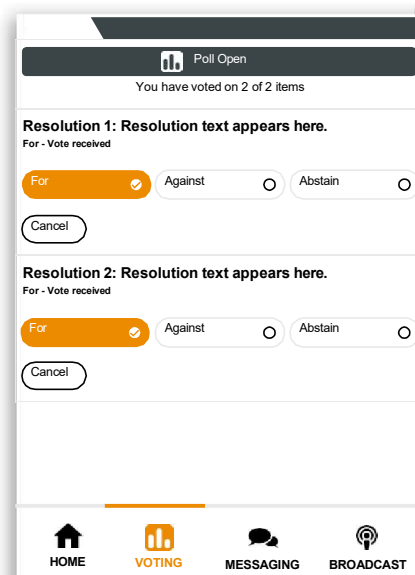 Poll Open
You have voted on 2 of 2 items
Resolution 1: Resolution text appears here.
For - Vote received
For Against Abstain
Cancel
Resolution 2: Resolution text appears here.
For - Vote received
For Against Abstain
Cancel
HOME VOTING MESSAGING BROADCAST